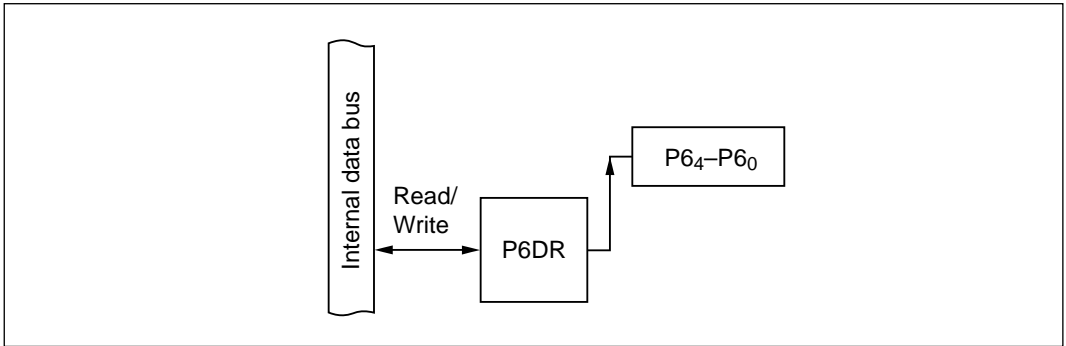 Internal data bus
Read/
Write
P6DR
P6₄–P6₀